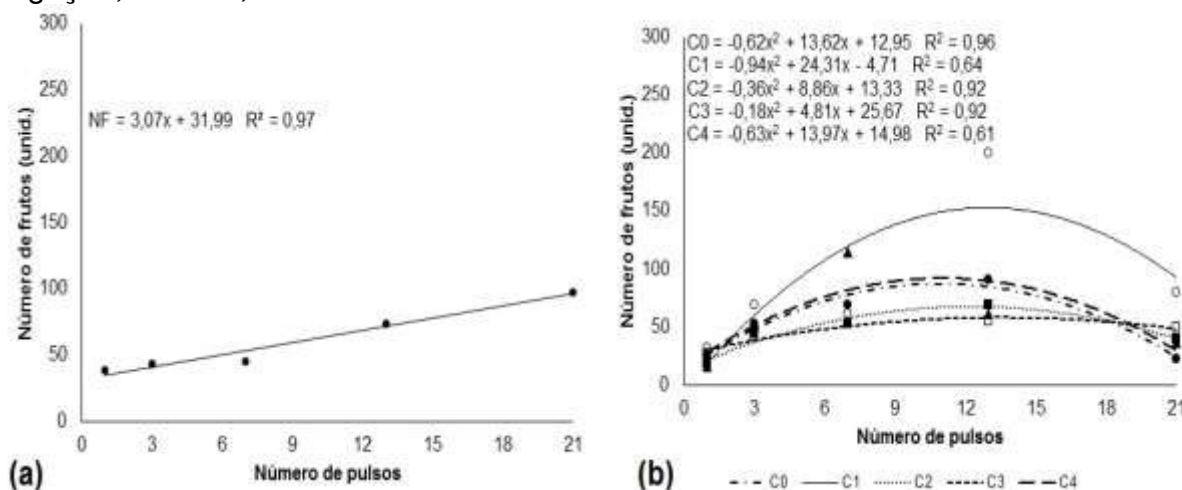 300
250
200
150
100
50
0
Número de frutos (unid.)
NF = 3,07x + 31,99 R² = 0,97
0 3 6 9 12 15 18 21
Número de pulsos
(a)
300
250
200
150
100
50
0
Número de frutos (unid.)
C0 = -0,62x² + 13,62x + 12,95 R² = 0,96
C1 = -0,94x² + 24,31x - 4,71 R² = 0,64
C2 = -0,36x² + 8,86x + 13,33 R² = 0,92
C3 = -0,18x² + 4,81x + 25,67 R² = 0,92
C4 = -0,63x² + 13,97x + 14,98 R² = 0,61
0 3 6 9 12 15 18 21
Número de pulsos
(b)
C0 C1 C2 C3 C4